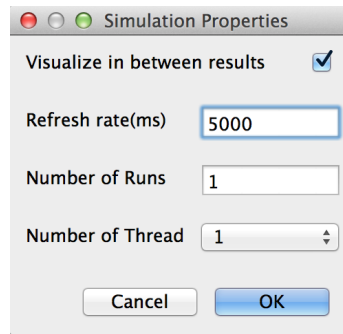 Simulation Properties
Visualize in between results
Refresh rate(ms) 5000
Number of Runs 1
Number of Thread 1
Cancel OK